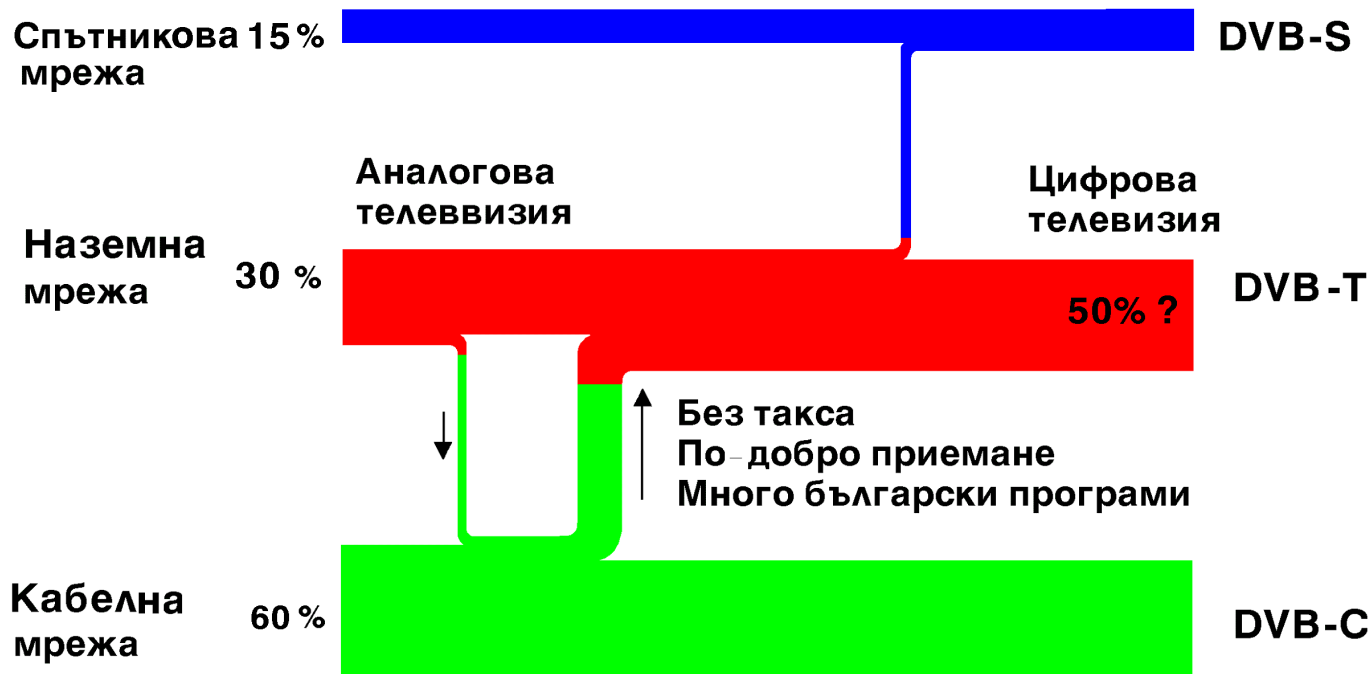 Спътникова 15 %
мрежа
DVB-S
Аналогова
телеввизия
Цифрова
телевизия
Наземна
мрежа
30 %
DVB-T
50% ?
Без такса
По-добро приемане
Много български програми
Кабелна
мрежа
60 %
DVB-C